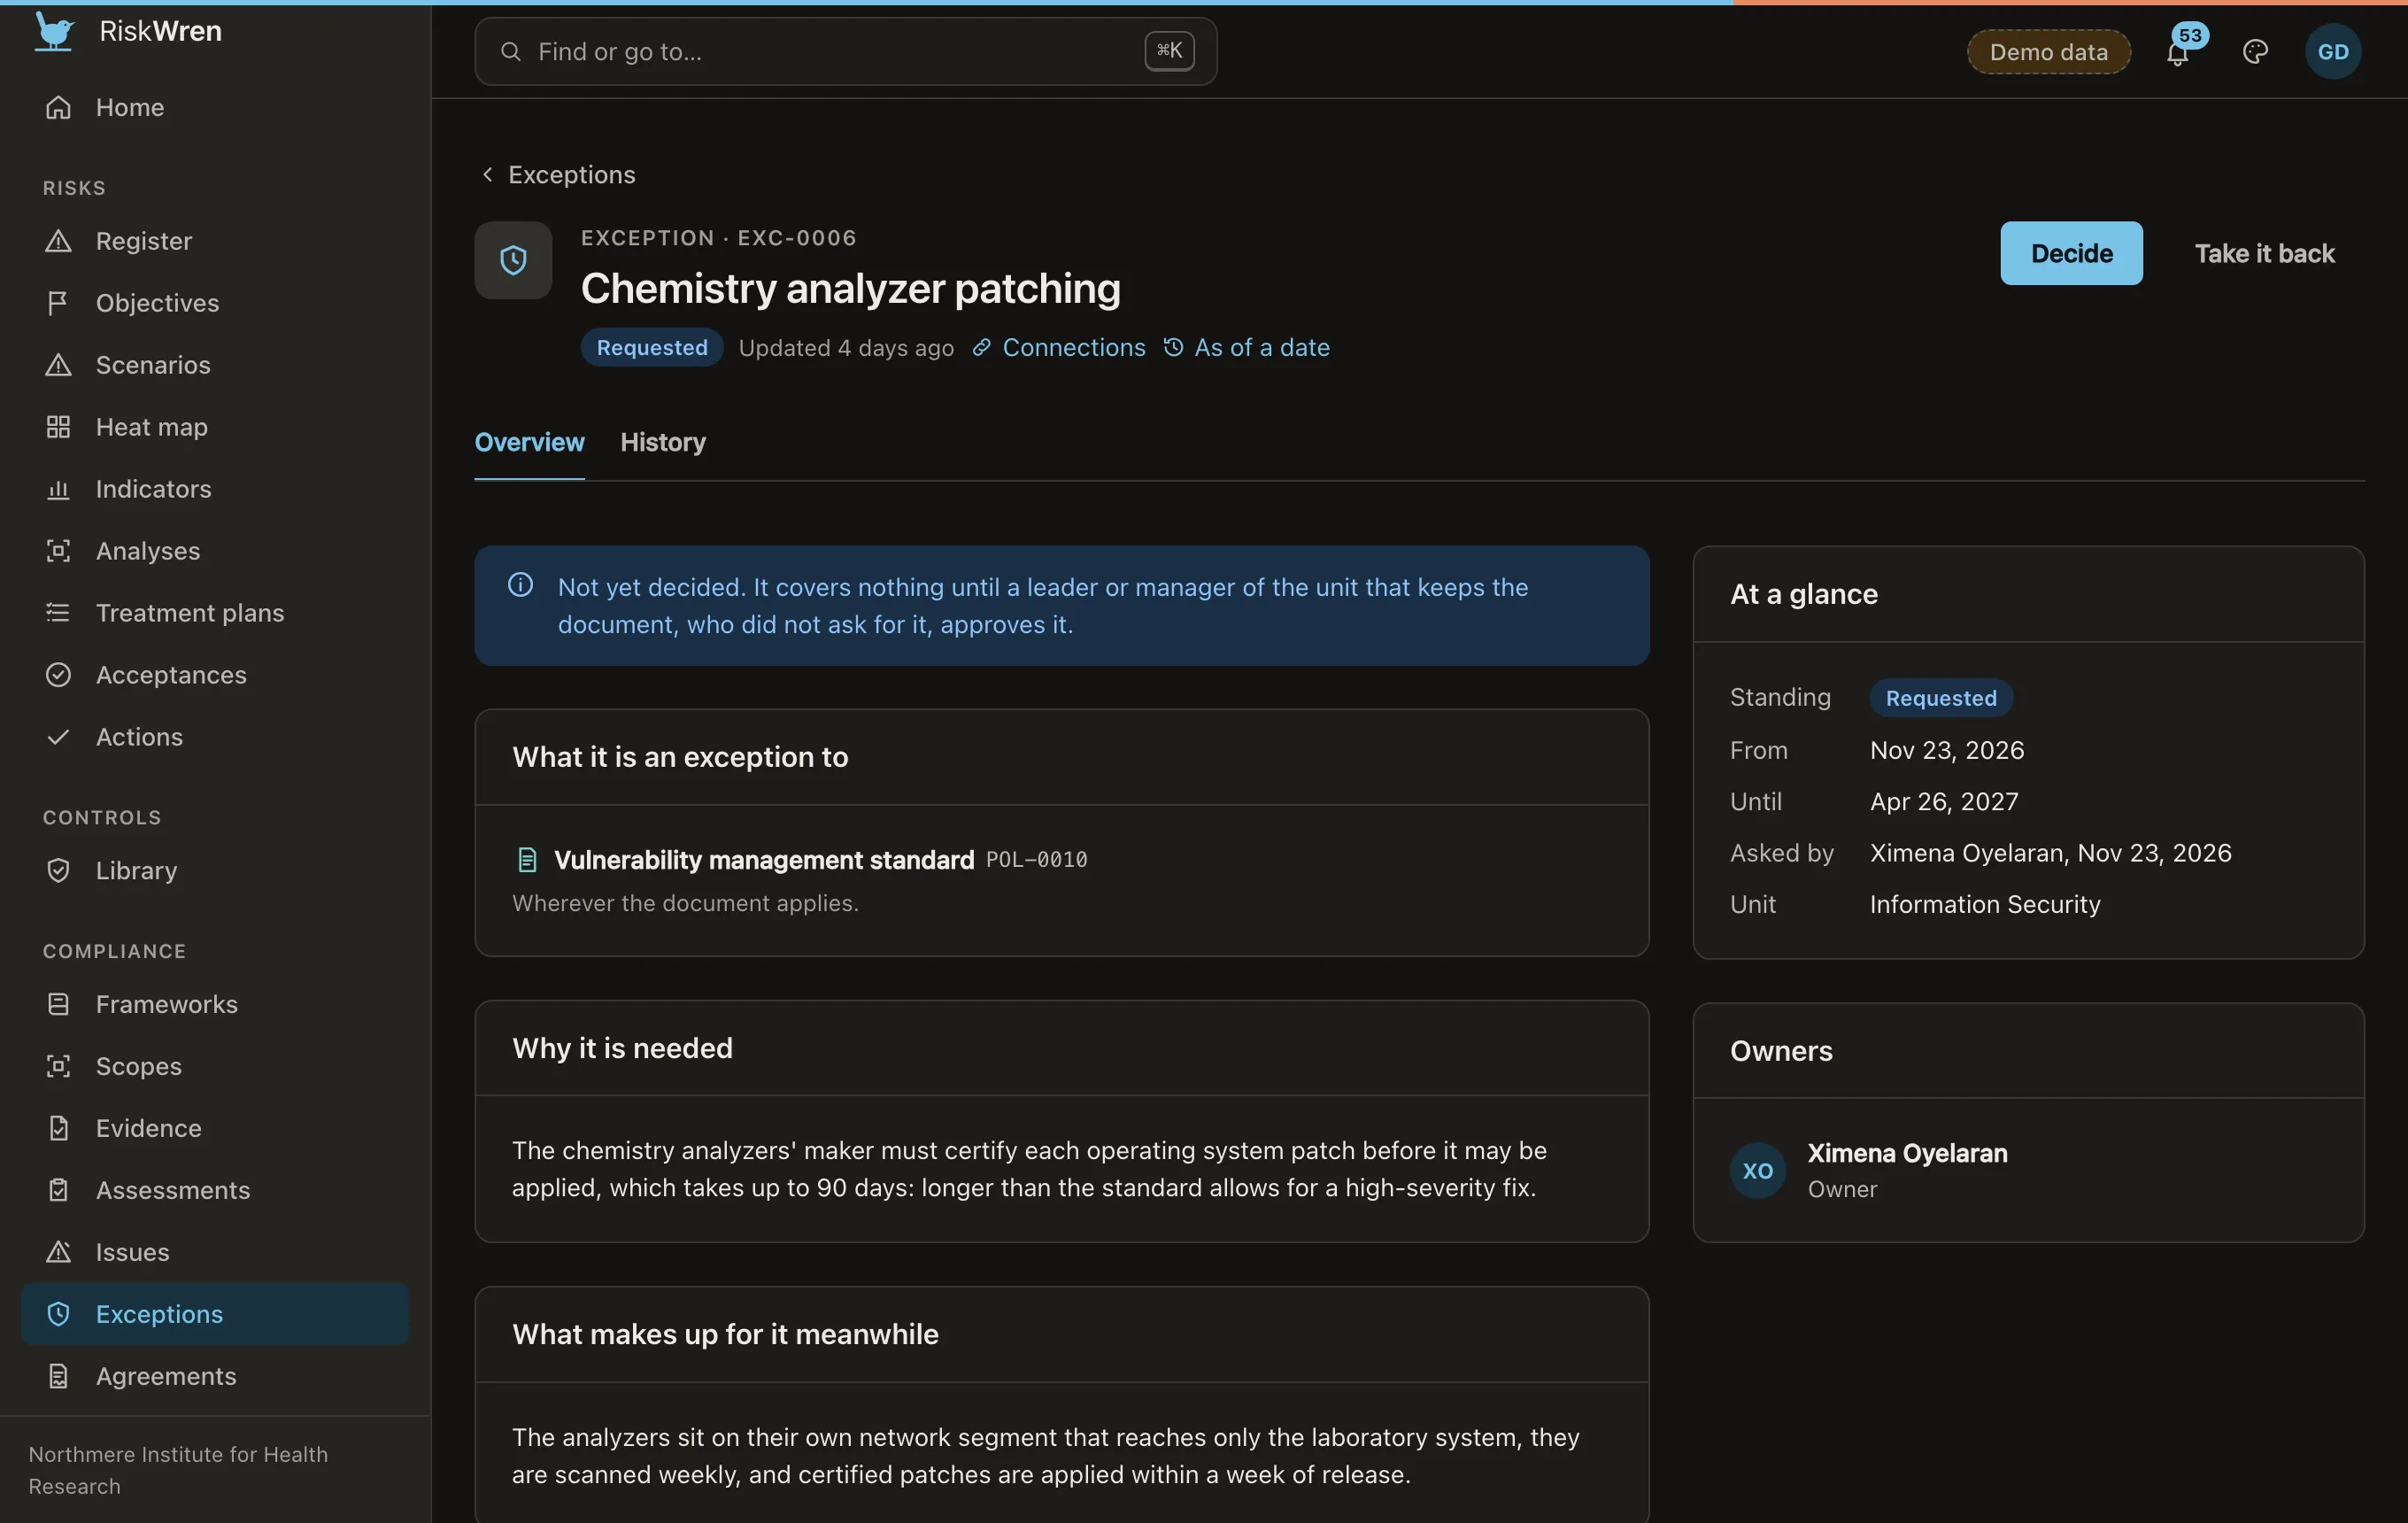 RiskWren
Find or go to...
⌘K
Demo data
53
GD
Home
RISKS
Register
Objectives
Scenarios
Heat map
Indicators
Analyses
Treatment plans
Acceptances
Actions
CONTROLS
Library
COMPLIANCE
Frameworks
Scopes
Evidence
Assessments
Issues
Exceptions
Agreements
Northmere Institute for Health
Research
Exceptions
EXCEPTION · EXC-0006
Chemistry analyzer patching
Requested Updated 4 days ago Connections As of a date
Decide
Take it back
Overview History
Not yet decided. It covers nothing until a leader or manager of the unit that keeps the
document, who did not ask for it, approves it.
What it is an exception to
Vulnerability management standard POL-0010
Wherever the document applies.
Why it is needed
The chemistry analyzers' maker must certify each operating system patch before it may be
applied, which takes up to 90 days: longer than the standard allows for a high-severity fix.
What makes up for it meanwhile
The analyzers sit on their own network segment that reaches only the laboratory system, they
are scanned weekly, and certified patches are applied within a week of release.
At a glance
Standing Requested
From Nov 23, 2026
Until Apr 26, 2027
Asked by Ximena Oyelaran, Nov 23, 2026
Unit Information Security
Owners
XO
Ximena Oyelaran
Owner